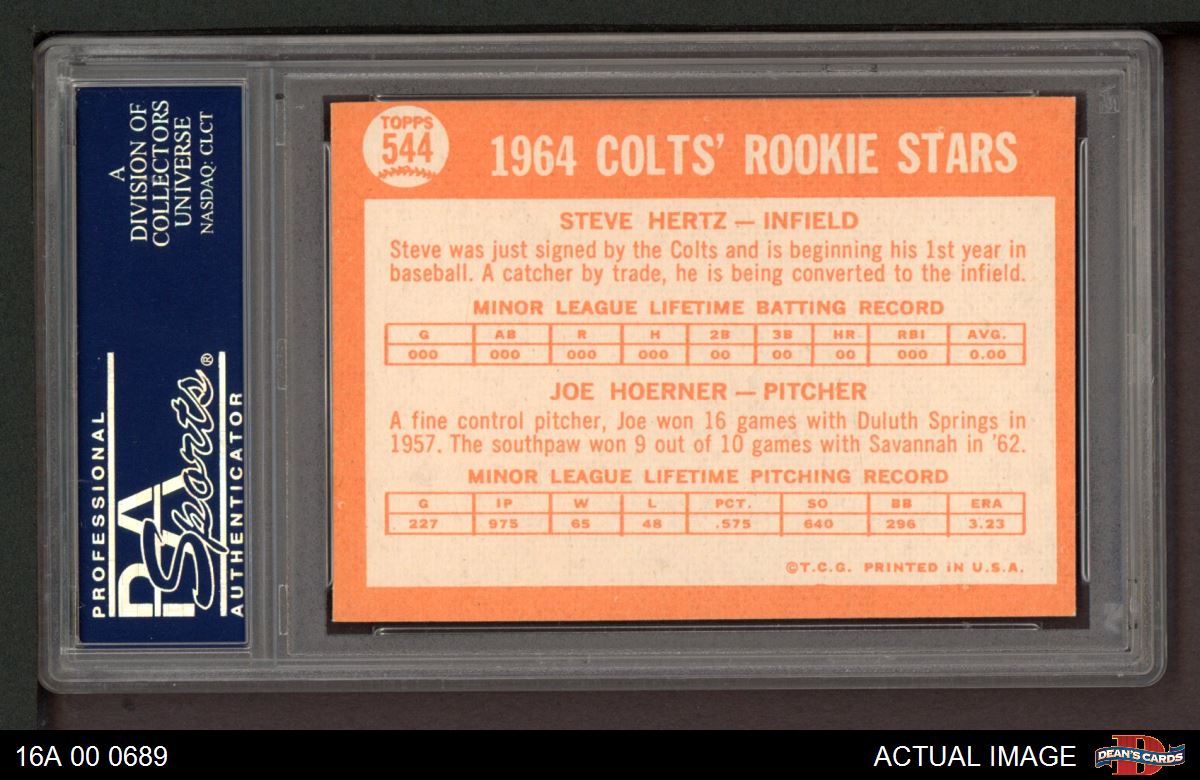 A
DIVISION OF
COLLECTORS
UNIVERSE
NASDAQ: CLCT
PROFESSIONAL
PSA
Sports®
AUTHENTICATOR
TOPPS
544
1964 COLTS' ROOKIE STARS
STEVE HERTZ — INFIELD
Steve was just signed by the Colts and is beginning his 1st year in
baseball. A catcher by trade, he is being converted to the infield.
MINOR LEAGUE LIFETIME BATTING RECORD
G AB R H 2B 3B HR RBI AVG.
000 000 000 000 00 00 00 000 0.00
JOE HOERNER — PITCHER
A fine control pitcher, Joe won 16 games with Duluth Springs in
1957. The southpaw won 9 out of 10 games with Savannah in '62.
MINOR LEAGUE LIFETIME PITCHING RECORD
G IP W L PCT. SO BB ERA
227 975 65 48 .575 640 296 3.23
©T.C.G. PRINTED IN U.S.A.
16A 00 0689
ACTUAL IMAGE
D
DEAN'S CARDS